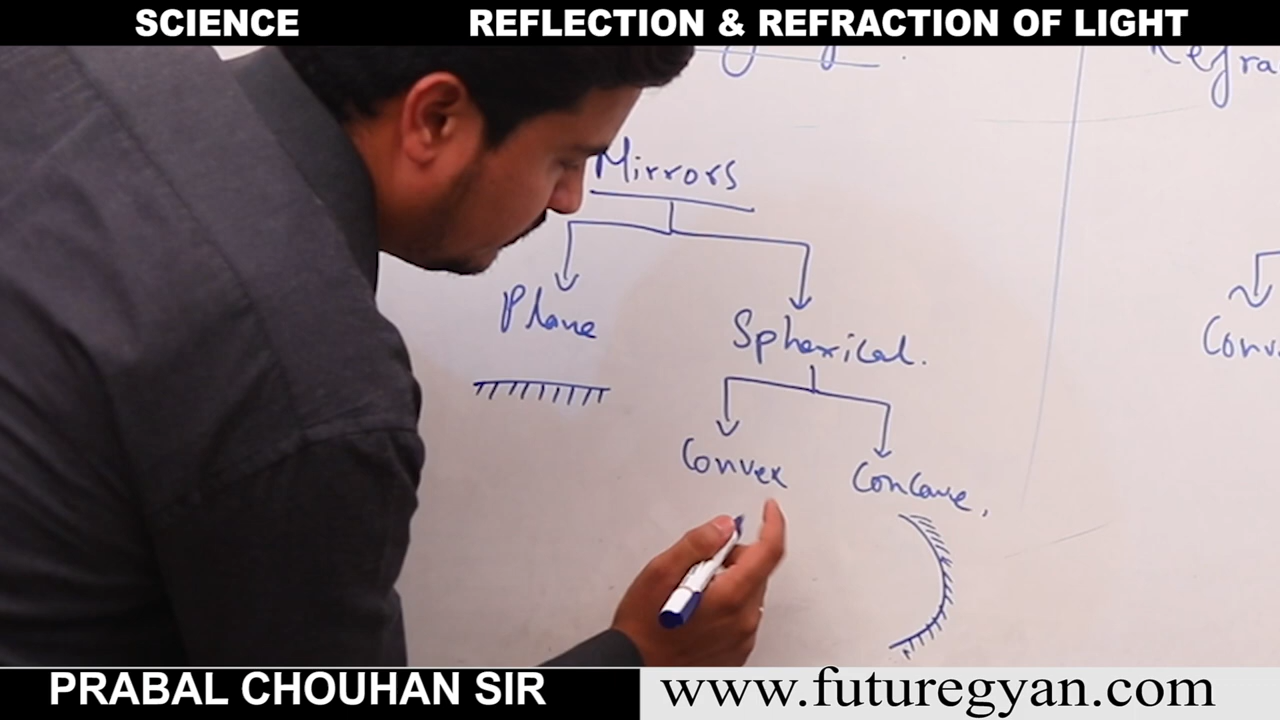 SCIENCE
REFLECTION & REFRACTION OF LIGHT
Mirrors
Plane
Spherical.
Convex
Concave,
PRABAL CHOUHAN SIR
www.futuregyan.com